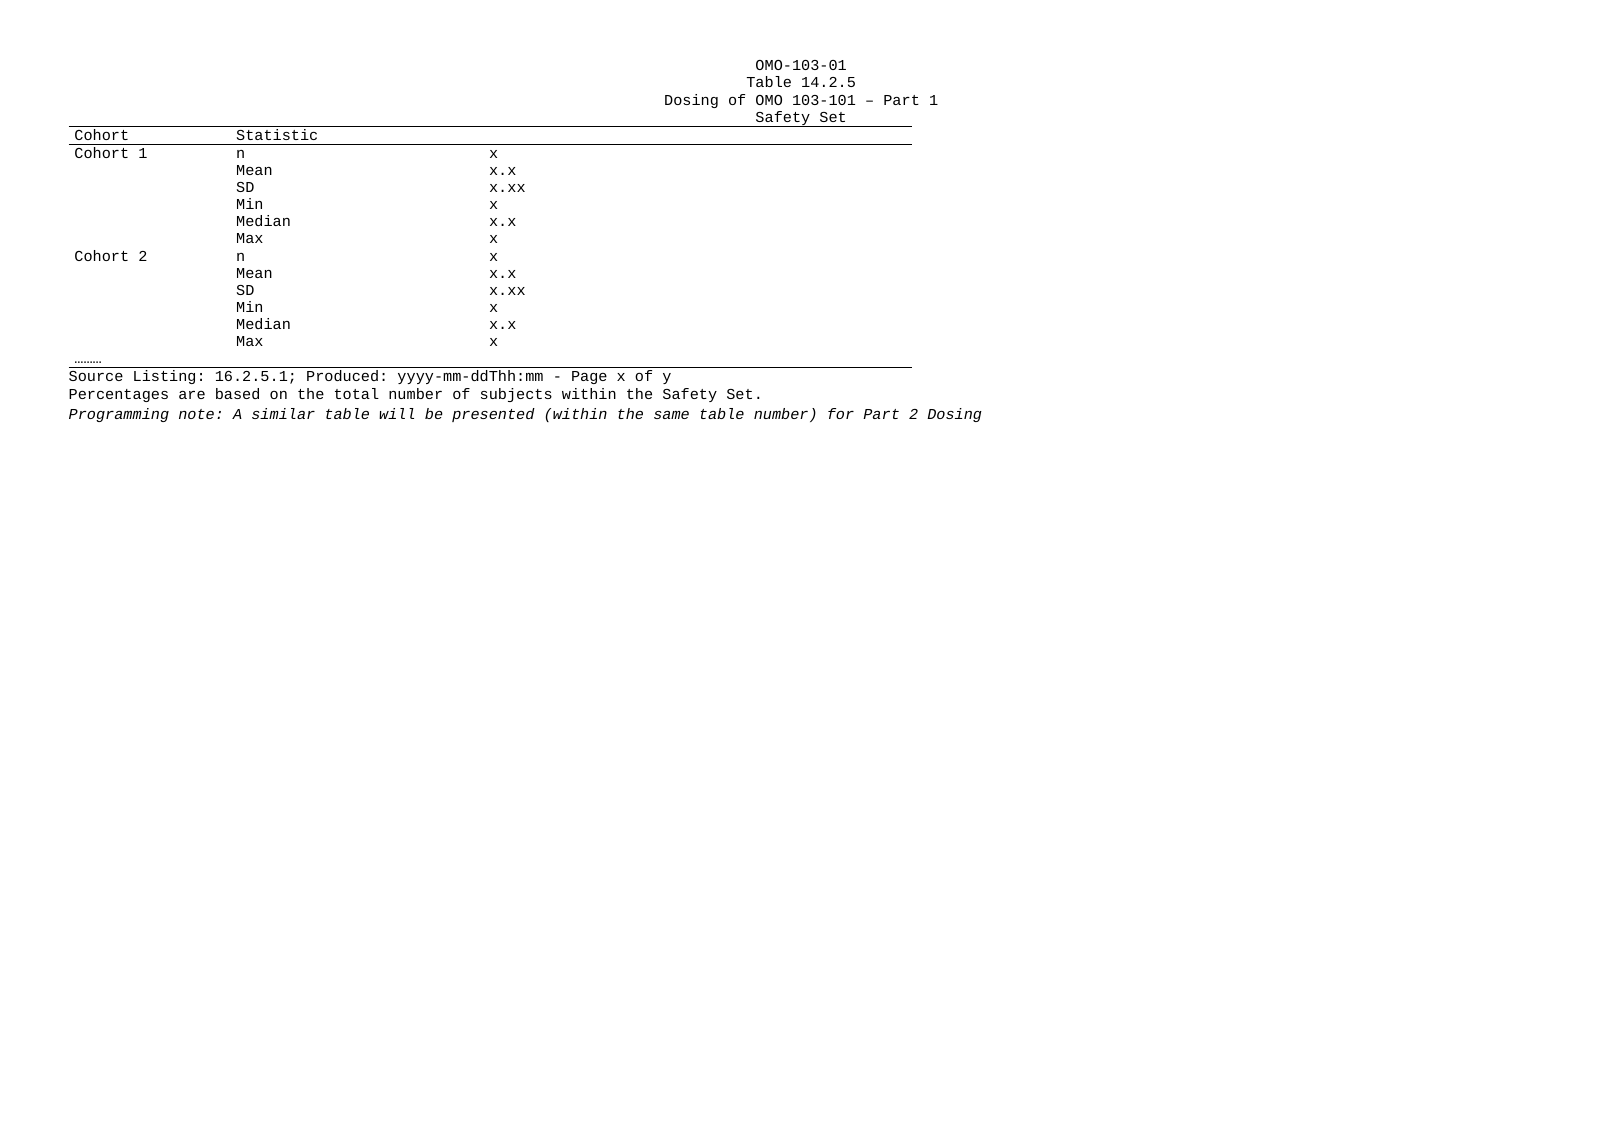 OMO-103-01
Table 14.2.5
Dosing of OMO 103-101 – Part 1
Safety Set
Cohort Statistic
Cohort 1 n x
Mean x.x
SD x.xx
Min x
Median x.x
Max x
Cohort 2 n x
Mean x.x
SD x.xx
Min x
Median x.x
Max x
………
Source Listing: 16.2.5.1; Produced: yyyy-mm-ddThh:mm - Page x of y
Percentages are based on the total number of subjects within the Safety Set.
Programming note: A similar table will be presented (within the same table number) for Part 2 Dosing